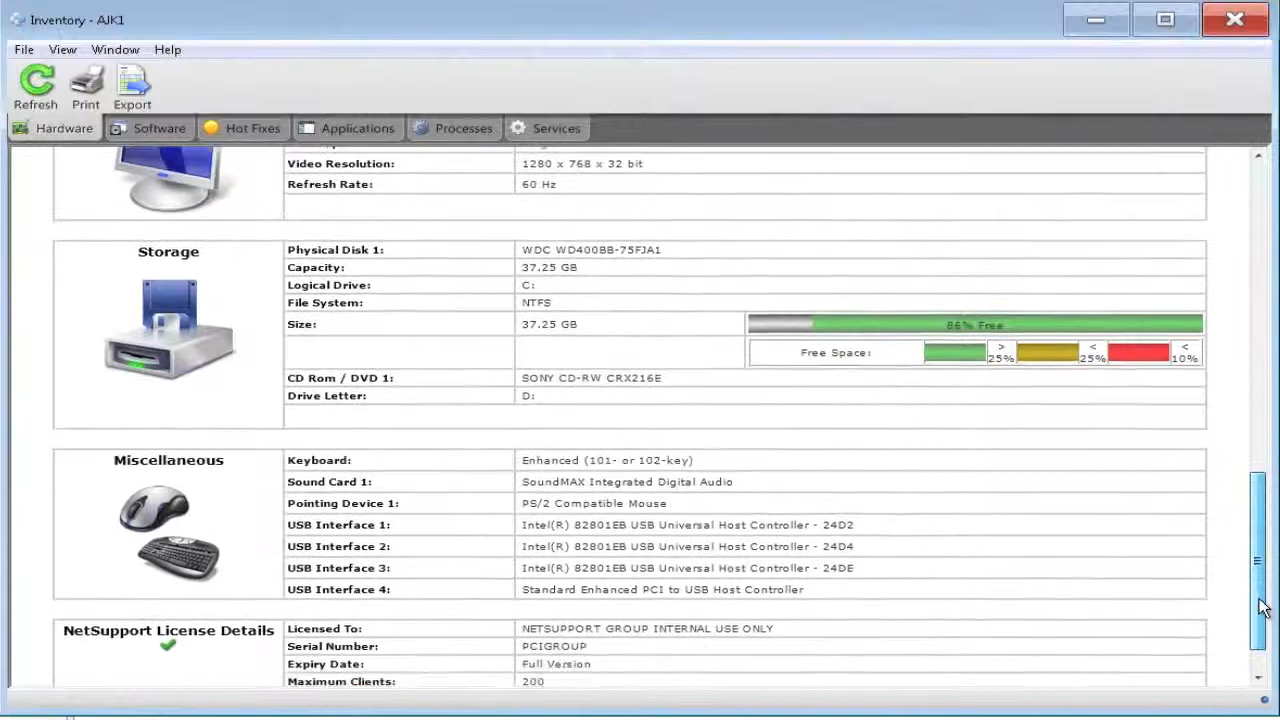 Inventory - AJK1
File View Window Help
Refresh Print Export
Hardware Software Hot Fixes Applications Processes Services
Video Resolution: 1280 x 768 x 32 bit
Refresh Rate: 60 Hz
Storage
Physical Disk 1: WDC WD400BB-75FJA1
Capacity: 37.25 GB
Logical Drive: C:
File System: NTFS
Size: 37.25 GB 86% Free
Free Space: > 25% < 25% < 10%
CD Rom / DVD 1: SONY CD-RW CRX216E
Drive Letter: D:
Miscellaneous
Keyboard: Enhanced (101- or 102-key)
Sound Card 1: SoundMAX Integrated Digital Audio
Pointing Device 1: PS/2 Compatible Mouse
USB Interface 1: Intel(R) 82801EB USB Universal Host Controller - 24D2
USB Interface 2: Intel(R) 82801EB USB Universal Host Controller - 24D4
USB Interface 3: Intel(R) 82801EB USB Universal Host Controller - 24DE
USB Interface 4: Standard Enhanced PCI to USB Host Controller
NetSupport License Details
Licensed To: NETSUPPORT GROUP INTERNAL USE ONLY
Serial Number: PCIGROUP
Expiry Date: Full Version
Maximum Clients: 200